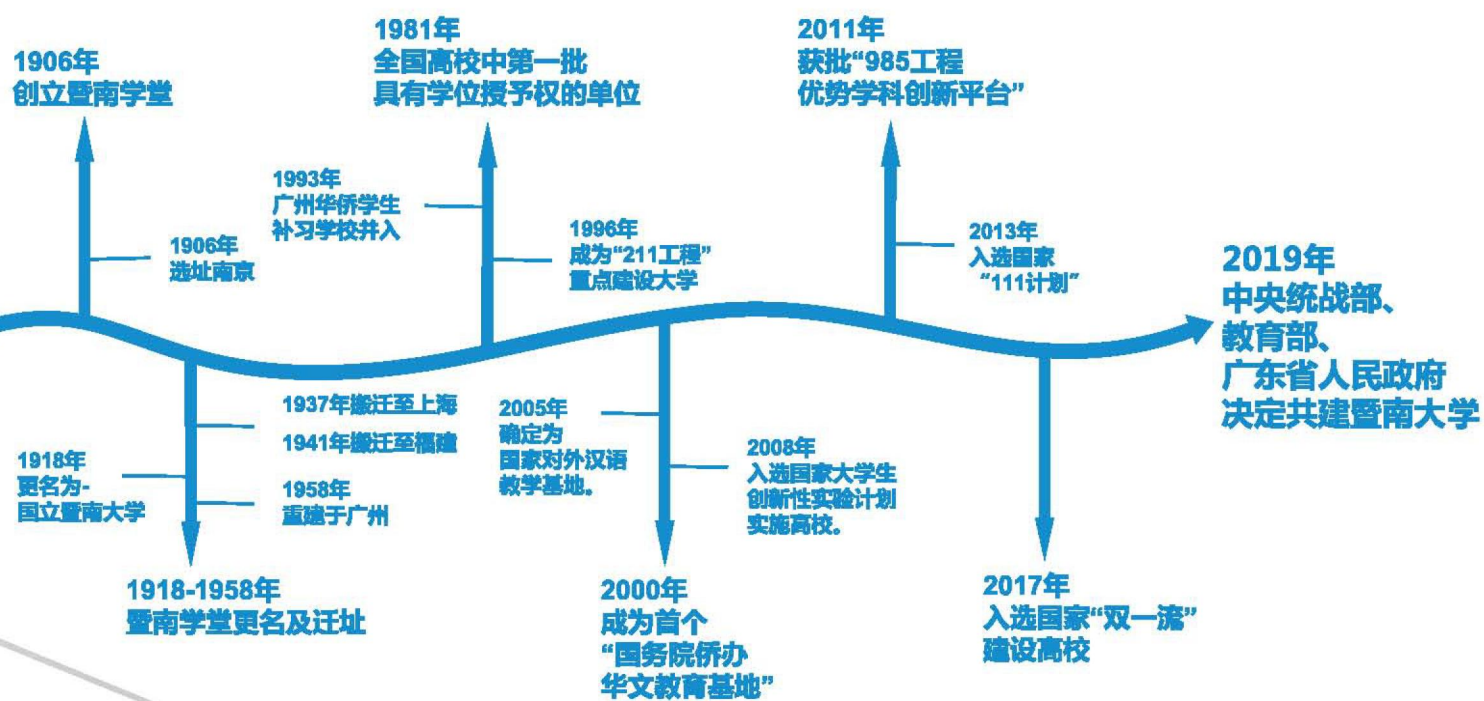 1906年
创立暨南学堂
1906年
选址南京
1918年
更名为-
国立暨南大学
1937年搬迁至上海
1941年搬迁至福建
1958年
重建于广州
1918-1958年
暨南学堂更名及迁址
1981年
全国高校中第一批
具有学位授予权的单位
1993年
广州华侨学生
补习学校并入
1996年
成为“211工程”
重点建设大学
2005年
确定为
国家对外汉语
教学基地。
2008年
入选国家大学生
创新性实验计划
实施高校。
2000年
成为首个
“国务院侨办
华文教育基地”
2011年
获批“985工程
优势学科创新平台”
2013年
入选国家
“111计划”
2017年
入选国家“双一流”
建设高校
2019年
中央统战部、
教育部、
广东省人民政府
决定共建暨南大学